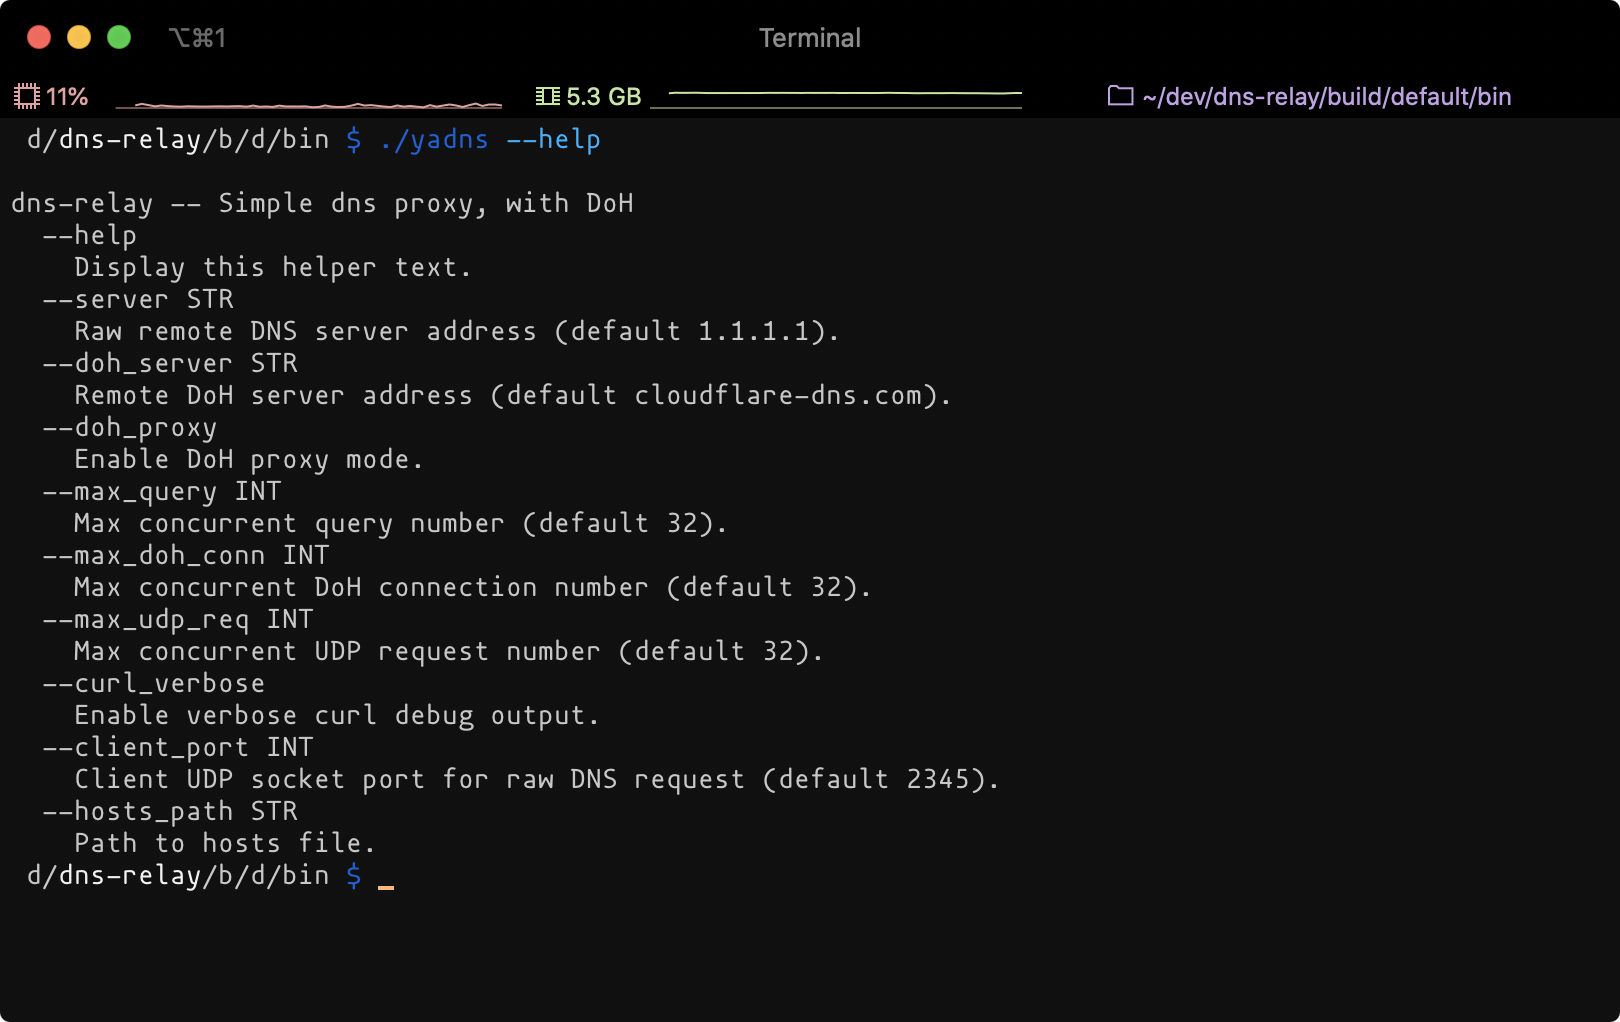 ⌥⌘1
Terminal
11%
5.3 GB
~/dev/dns-relay/build/default/bin
d/dns-relay/b/d/bin $ ./yadns --help
dns-relay -- Simple dns proxy, with DoH
--help
Display this helper text.
--server STR
Raw remote DNS server address (default 1.1.1.1).
--doh_server STR
Remote DoH server address (default cloudflare-dns.com).
--doh_proxy
Enable DoH proxy mode.
--max_query INT
Max concurrent query number (default 32).
--max_doh_conn INT
Max concurrent DoH connection number (default 32).
--max_udp_req INT
Max concurrent UDP request number (default 32).
--curl_verbose
Enable verbose curl debug output.
--client_port INT
Client UDP socket port for raw DNS request (default 2345).
--hosts_path STR
Path to hosts file.
d/dns-relay/b/d/bin $ _